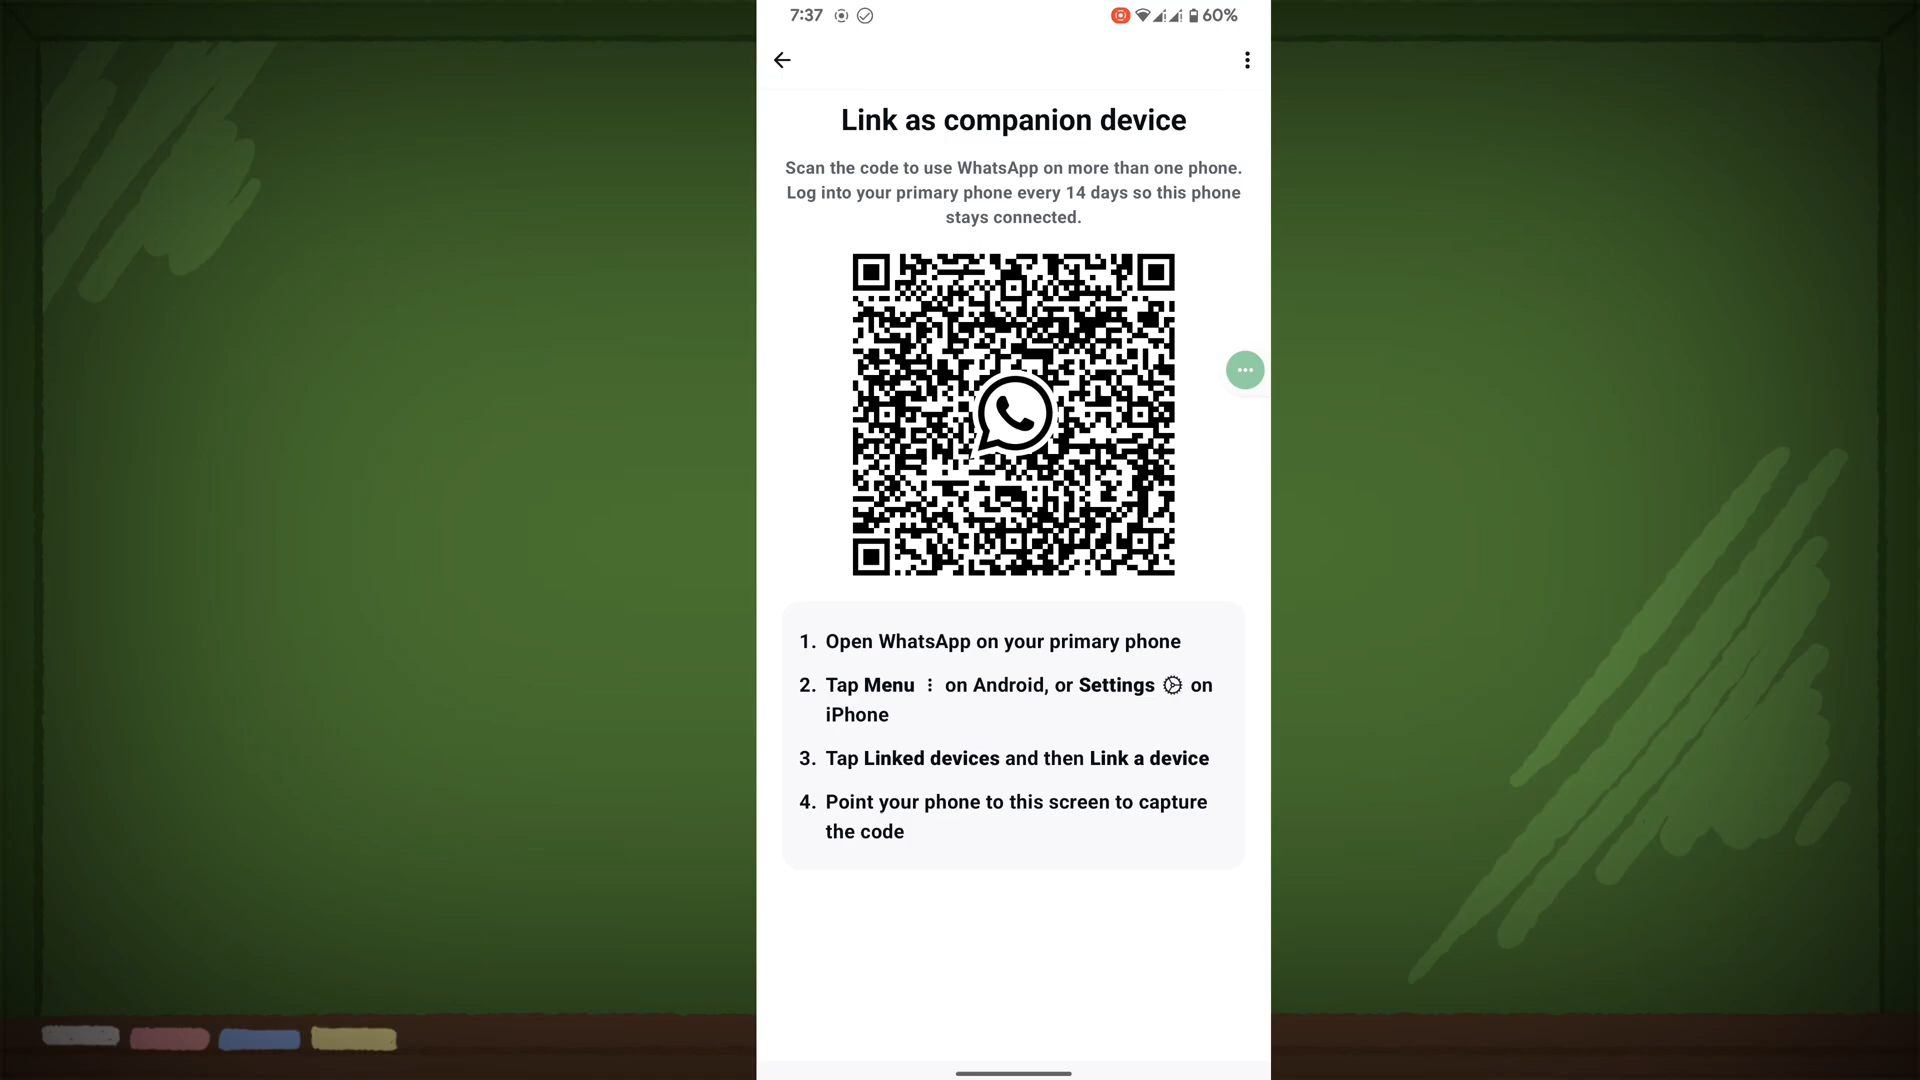 7:37 60%
Link as companion device
Scan the code to use WhatsApp on more than one phone.
Log into your primary phone every 14 days so this phone
stays connected.
1. Open WhatsApp on your primary phone
2. Tap Menu ⋮ on Android, or Settings on
iPhone
3. Tap Linked devices and then Link a device
4. Point your phone to this screen to capture
the code